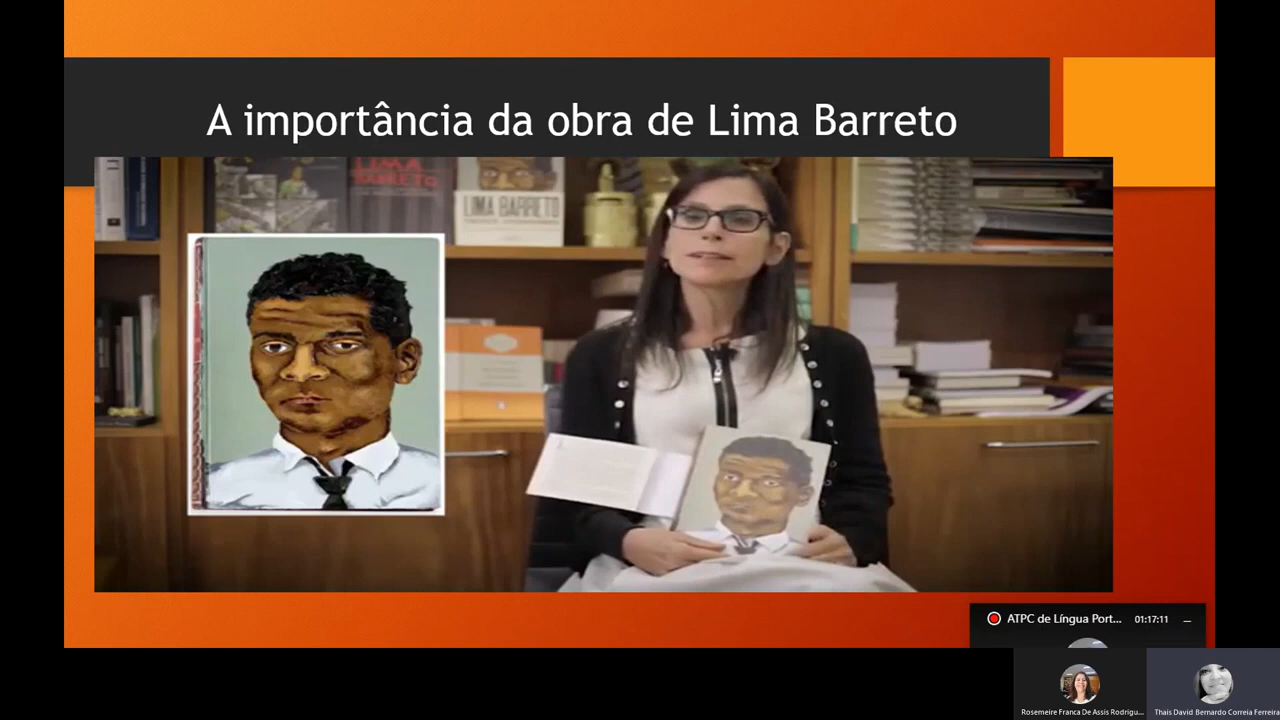 A importância da obra de Lima Barreto
LIMA
BARRETO
LIMA BARRETO
ATPC de Língua Port...
01:17:11
Rosemeire Franca De Assis Rodrigu...
Thais David Bernardo Correia Ferreira